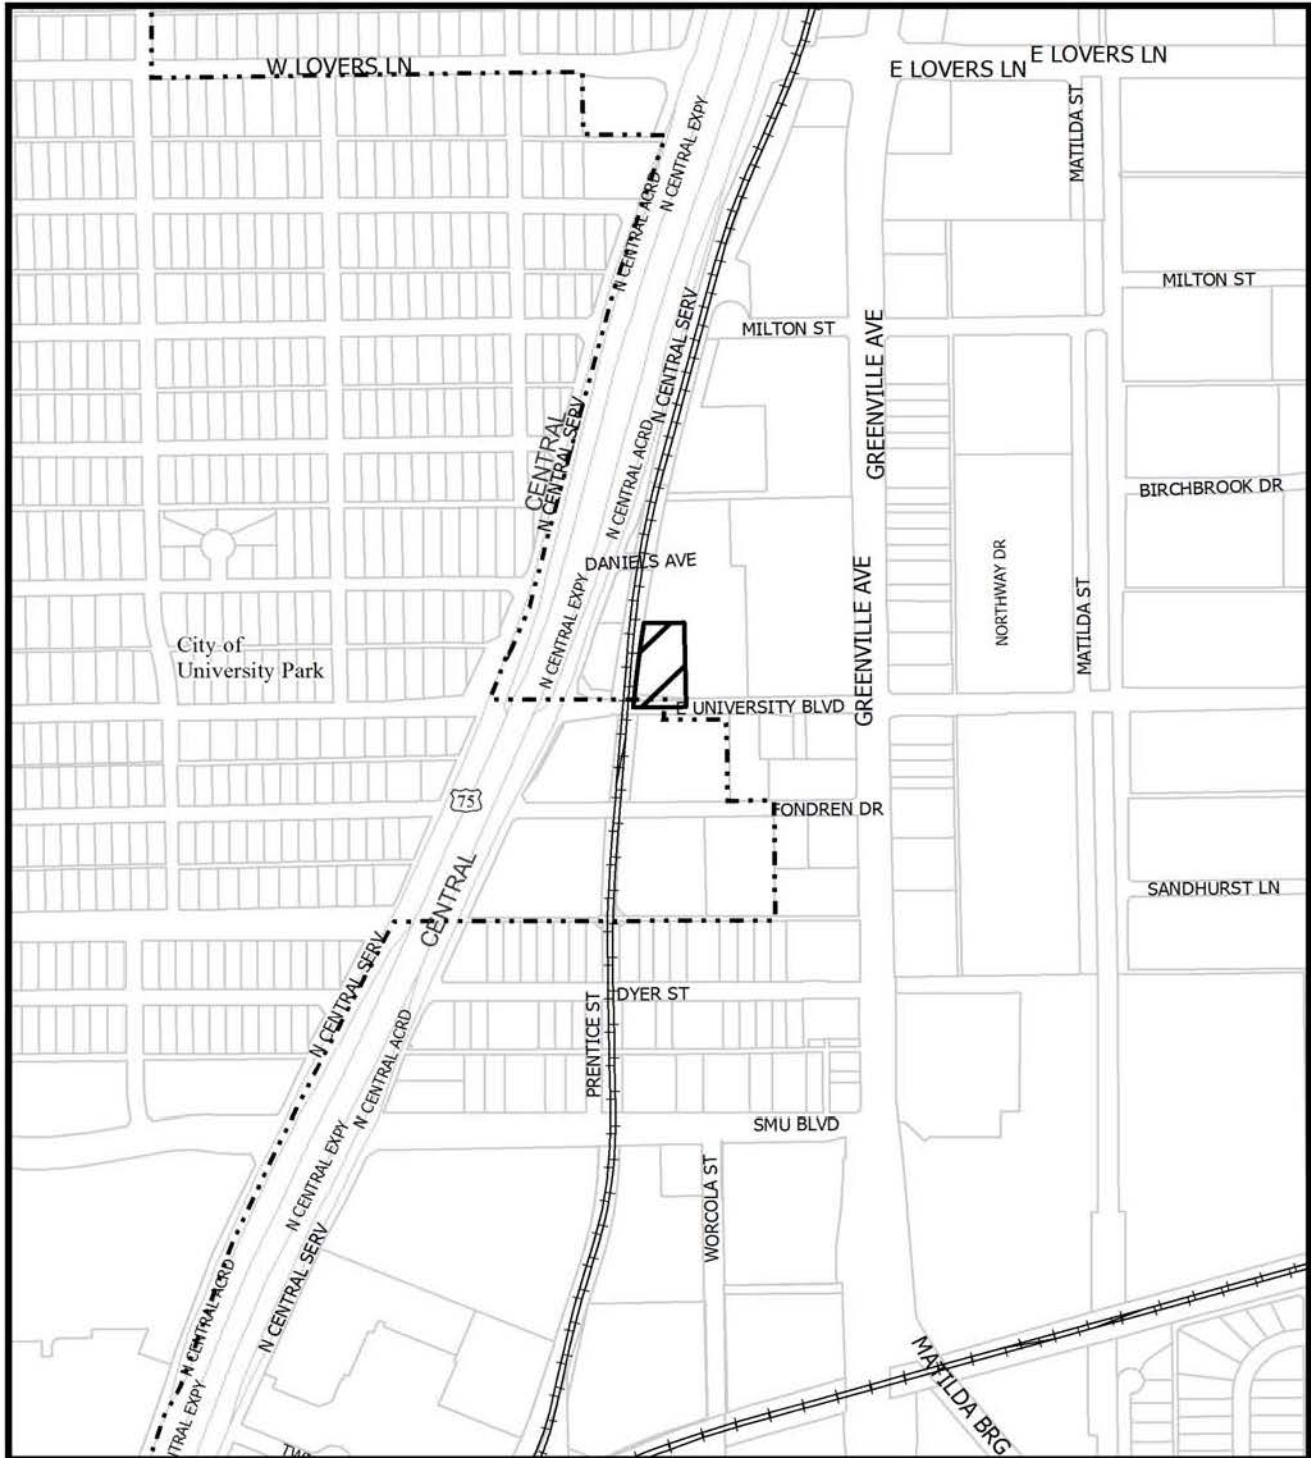 W LOVERS LN
E LOVERS LN
E LOVERS LN
MATILDA ST
N CENTRAL EXPY
N CENTRAL ACRD
MILTON ST
N CENTRAL SERV
MILTON ST
GREENVILLE AVE
CENTRAL
N CENTRAL SERV
N CENTRAL ACRD
BIRCHBROOK DR
DANIELS AVE
NORTHWAY DR
GREENVILLE AVE
MATILDA ST
N CENTRAL EXPY
City of
University Park
E UNIVERSITY BLVD
75
FONDREN DR
CENTRAL
SANDHURST LN
N CENTRAL SERV
DYER ST
PRENTICE ST
N CENTRAL ACRD
SMU BLVD
N CENTRAL EXPY
WORCOLA ST
N CENTRAL SERV
N CENTRAL ACRD
MATILDA BRG
TRAL EXPY